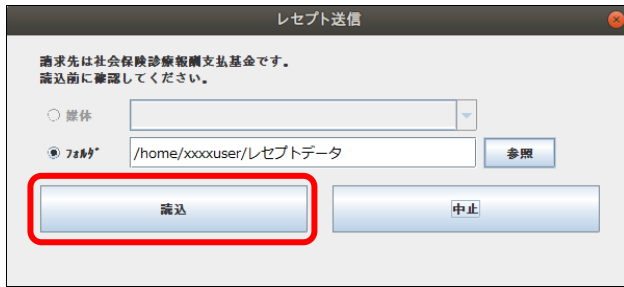 レセプト送信
請求先は社会保険診療報酬支払基金です。
読込前に確認してください。
媒体
フォルダ /home/xxxxuser/レセプトデータ 参照
読込 中止